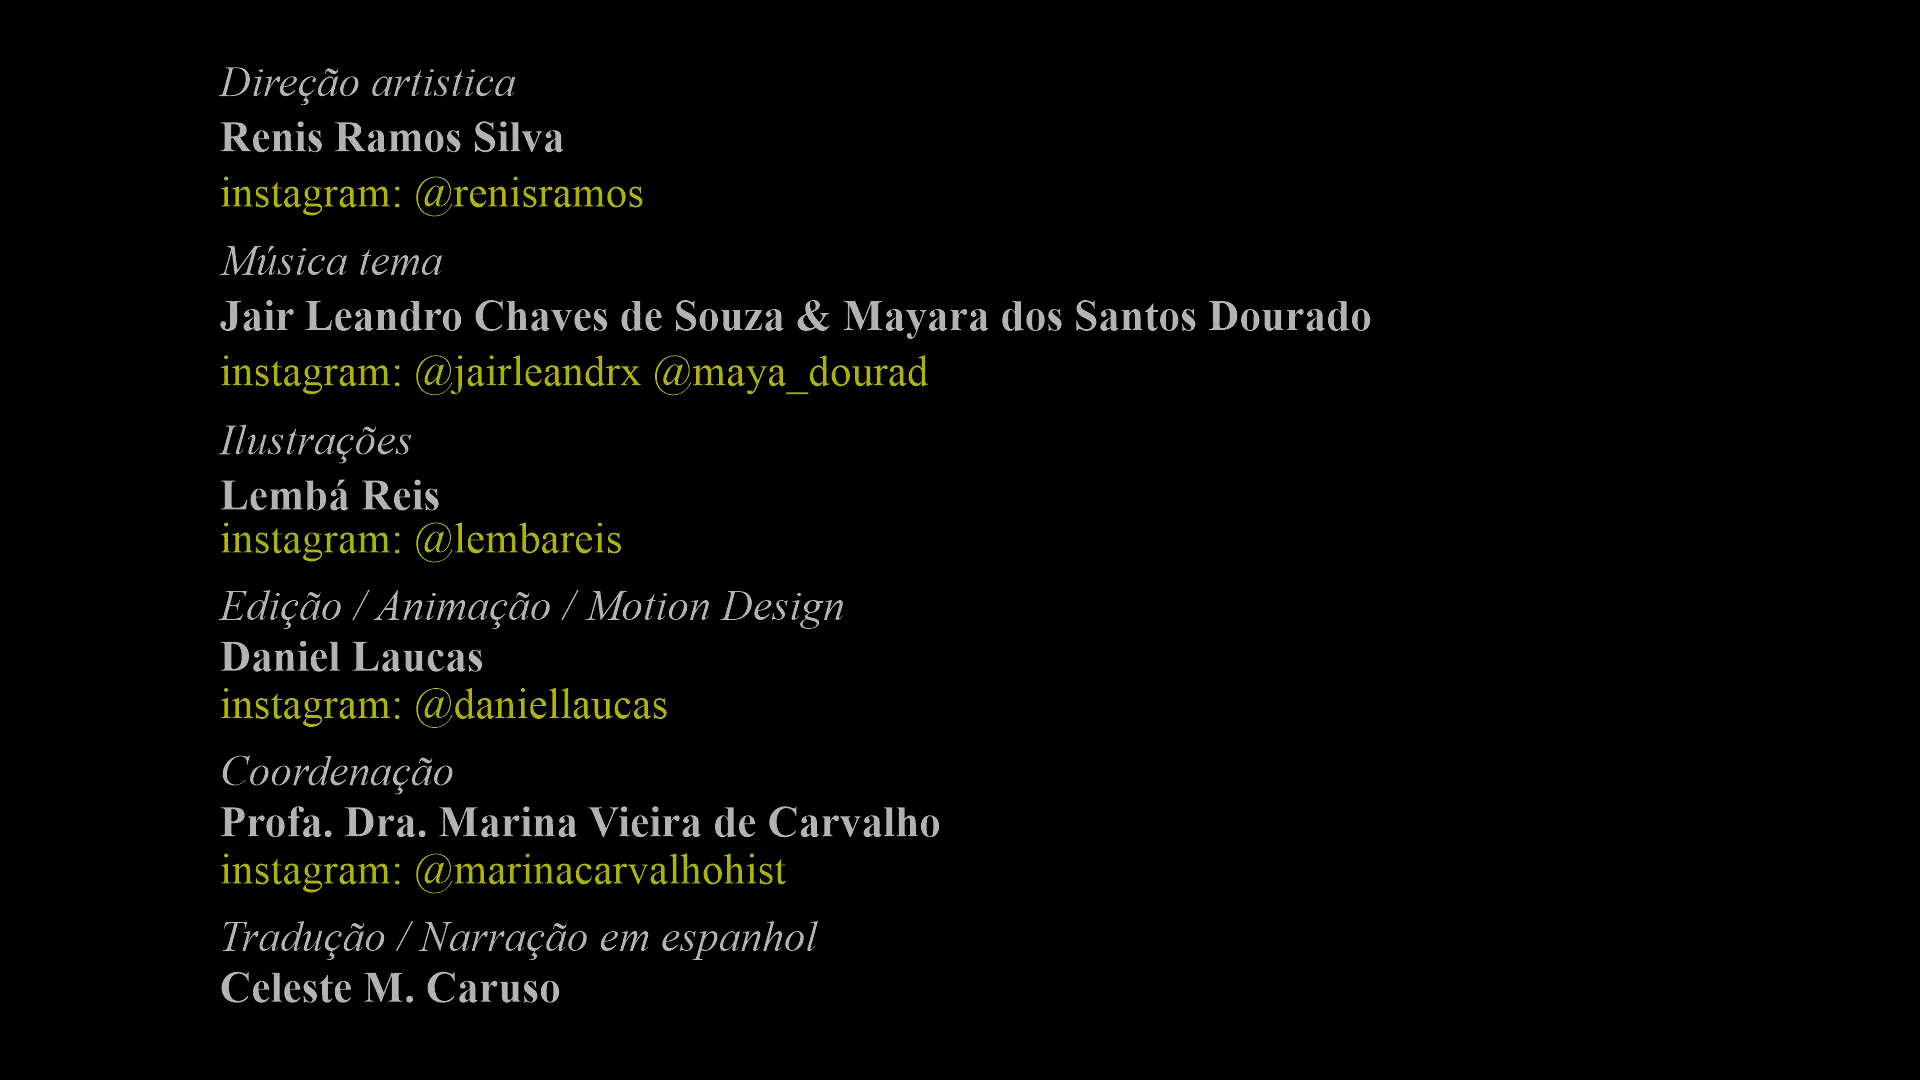 Direção artistica
Renis Ramos Silva
instagram: @renisramos
Música tema
Jair Leandro Chaves de Souza & Mayara dos Santos Dourado
instagram: @jairleandrx @maya_dourad
Ilustrações
Lembá Reis
instagram: @lembareis
Edição / Animação / Motion Design
Daniel Laucas
instagram: @daniellaucas
Coordenação
Profa. Dra. Marina Vieira de Carvalho
instagram: @marinacarvalhohist
Tradução / Narração em espanhol
Celeste M. Caruso